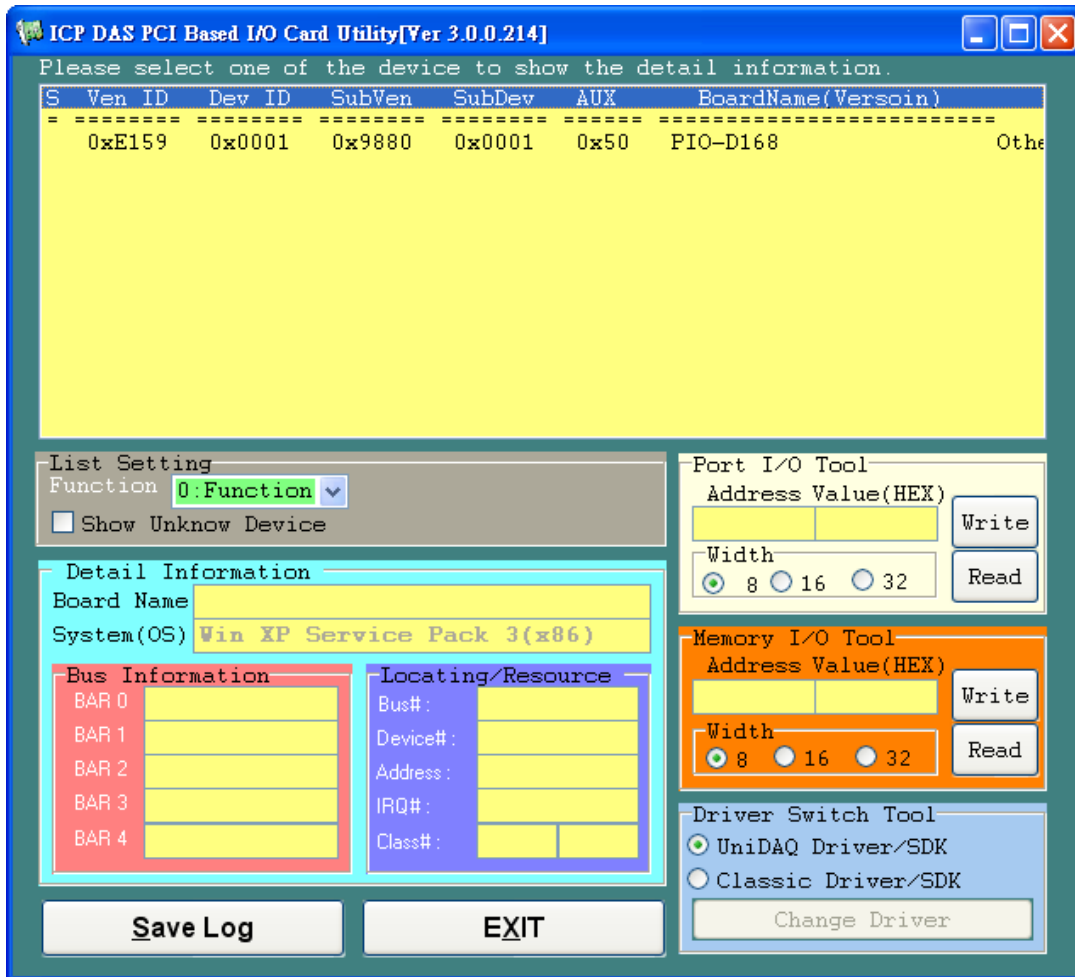 ICP DAS PCI Based I/O Card Utility[Ver 3.0.0.214]
Please select one of the device to show the detail information.
S Ven ID Dev ID SubVen SubDev AUX BoardName(Versoin)
= ======== ======== ======== ======== ====== =========================
0xE159 0x0001 0x9880 0x0001 0x50 PIO-D168 Othe
List Setting
Function 0:Function
Show Unknow Device
Detail Information
Board Name
System(OS) Win XP Service Pack 3(x86)
Bus Information
BAR 0
BAR 1
BAR 2
BAR 3
BAR 4
Locating/Resource
Bus# :
Device# :
Address :
IRQ# :
Class# :
Save Log
EXIT
Port I/O Tool
Address Value(HEX)
Write
Width
8 16 32
Read
Memory I/O Tool
Address Value(HEX)
Write
Width
8 16 32
Read
Driver Switch Tool
UniDAQ Driver/SDK
Classic Driver/SDK
Change Driver